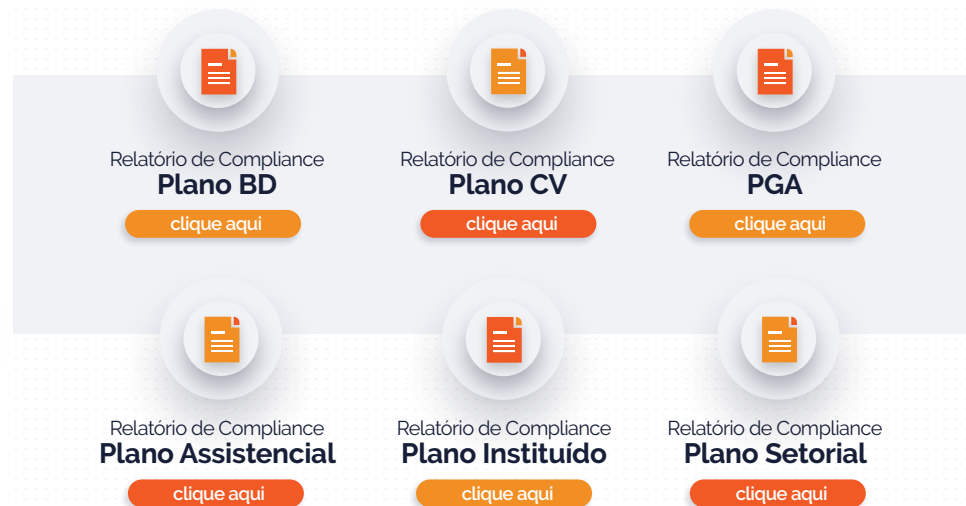 Relatório de Compliance
Plano BD
clique aqui
Relatório de Compliance
Plano CV
clique aqui
Relatório de Compliance
PGA
clique aqui
Relatório de Compliance
Plano Assistencial
clique aqui
Relatório de Compliance
Plano Instituído
clique aqui
Relatório de Compliance
Plano Setorial
clique aqui